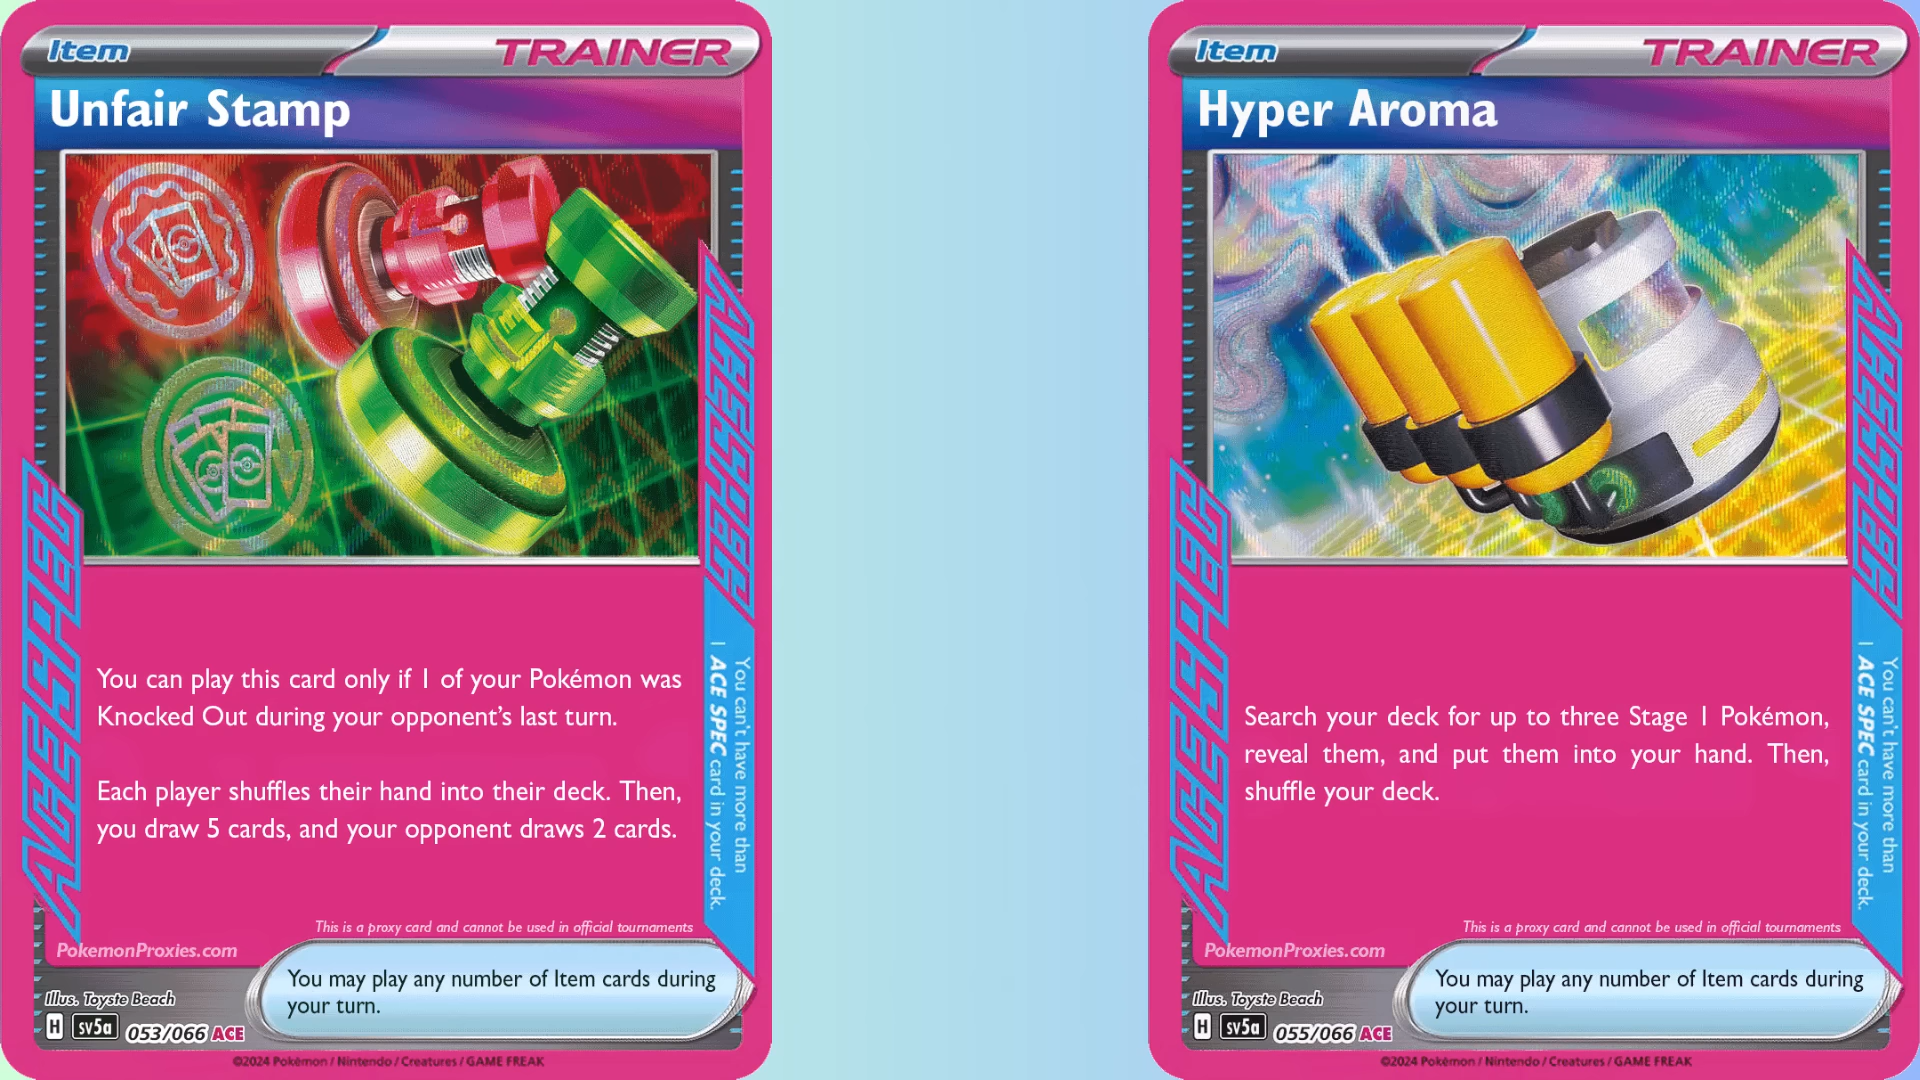 Item
TRAINER
Unfair Stamp
ACE SPEC
ACE SPEC
You can't have more than
1 ACE SPEC card in your deck.
You can play this card only if 1 of your Pokémon was
Knocked Out during your opponent's last turn.
Each player shuffles their hand into their deck. Then,
you draw 5 cards, and your opponent draws 2 cards.
This is a proxy card and cannot be used in official tournaments
PokemonProxies.com
You may play any number of Item cards during
your turn.
Illus. Toyste Beach
H sv5a 053/066 ACE
©2024 Pokémon / Nintendo / Creatures / GAME FREAK
Item
TRAINER
Hyper Aroma
ACE SPEC
ACE SPEC
You can't have more than
1 ACE SPEC card in your deck.
Search your deck for up to three Stage 1 Pokémon,
reveal them, and put them into your hand. Then,
shuffle your deck.
This is a proxy card and cannot be used in official tournaments
PokemonProxies.com
You may play any number of Item cards during
your turn.
Illus. Toyste Beach
H sv5a 055/066 ACE
©2024 Pokémon / Nintendo / Creatures / GAME FREAK